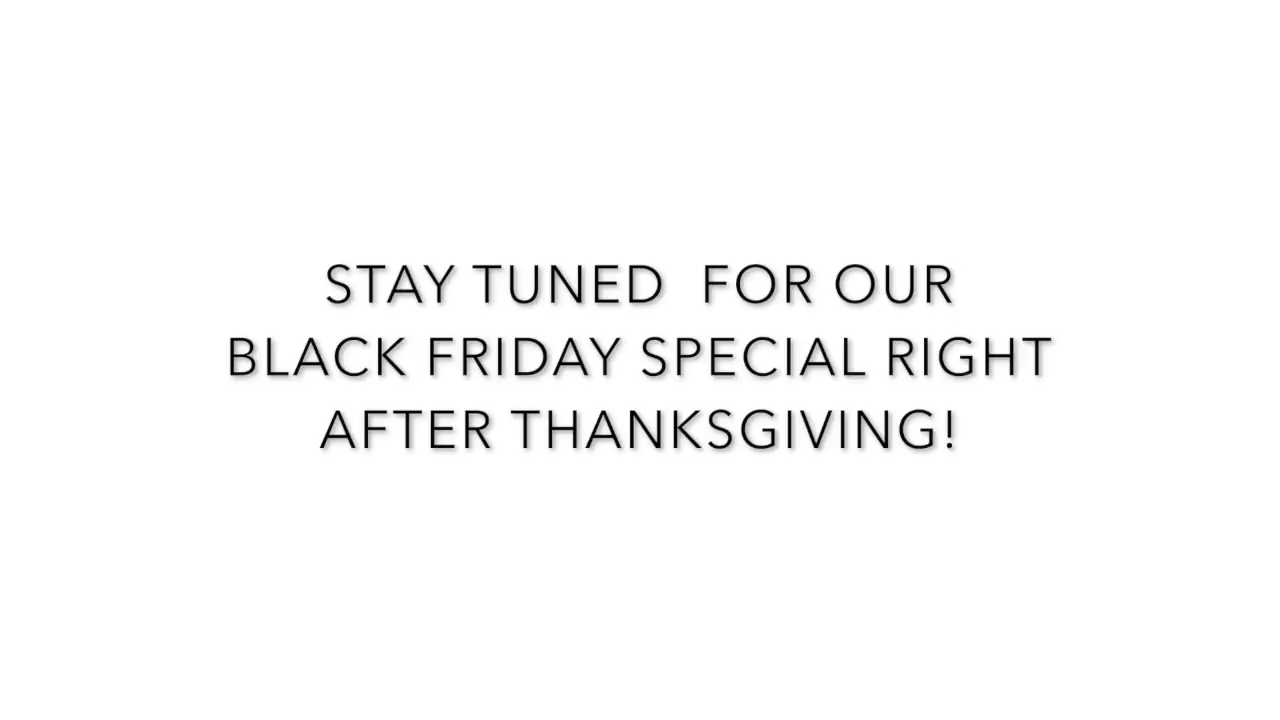 STAY TUNED  FOR OUR
BLACK FRIDAY SPECIAL RIGHT
AFTER THANKSGIVING!